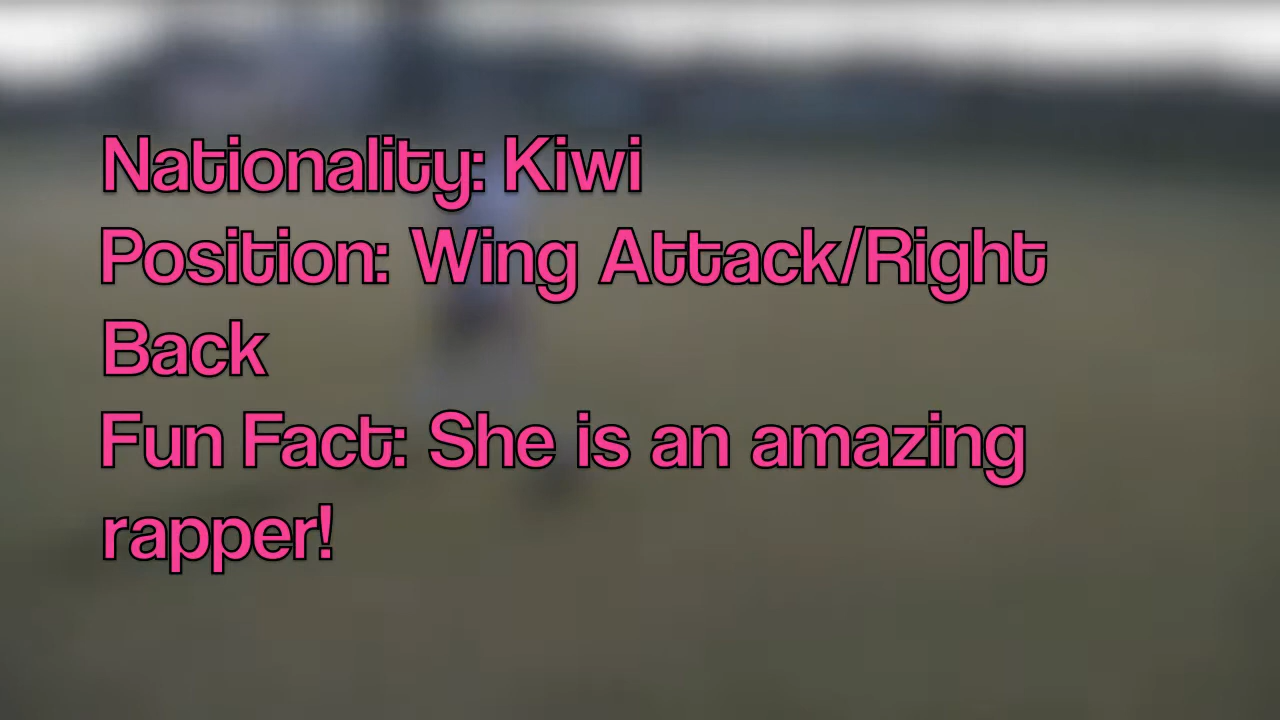 Nationality: Kiwi
Position: Wing Attack/Right
Back
Fun Fact: She is an amazing
rapper!